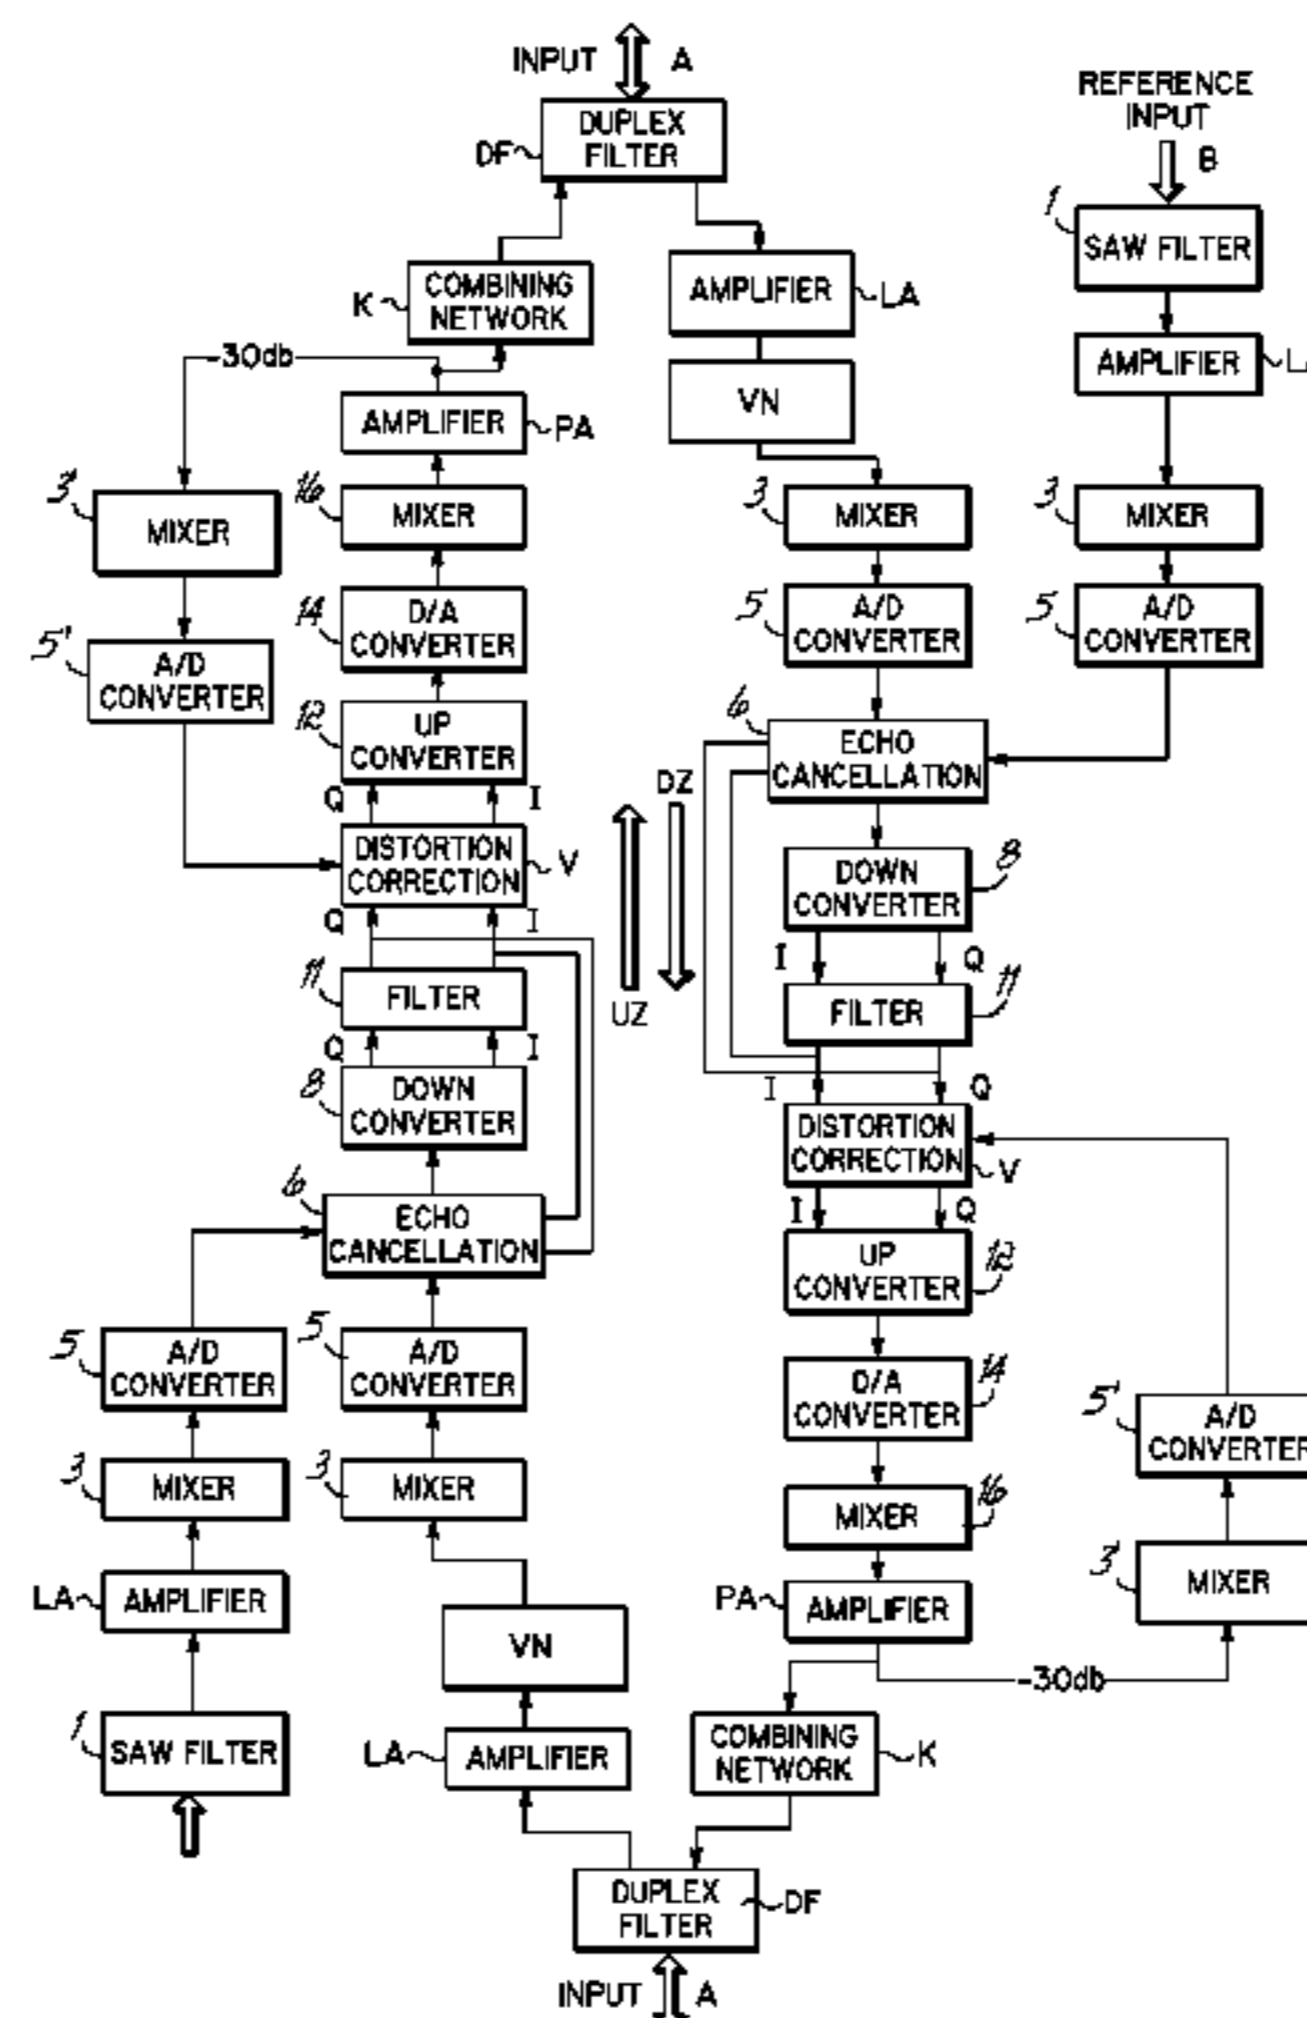 INPUT A
DUPLEX
FILTER
DF
REFERENCE
INPUT
B
1
SAW FILTER
K
COMBINING
NETWORK
AMPLIFIER
LA
AMPLIFIER
-30db
VN
AMPLIFIER
PA
3'
MIXER
16
MIXER
3
MIXER
3
MIXER
5'
A/D
CONVERTER
14
D/A
CONVERTER
5
A/D
CONVERTER
5
A/D
CONVERTER
12
UP
CONVERTER
Q I
6
ECHO
CANCELLATION
DISTORTION
CORRECTION
V
Q I
DZ
UZ
8
DOWN
CONVERTER
I Q
11
FILTER
Q I
11
FILTER
I Q
8
DOWN
CONVERTER
DISTORTION
CORRECTION
V
I Q
6
ECHO
CANCELLATION
UP
CONVERTER
12
5
A/D
CONVERTER
5
A/D
CONVERTER
D/A
CONVERTER
14
5'
A/D
CONVERTER
3
MIXER
3
MIXER
MIXER
16
3'
MIXER
LA
AMPLIFIER
PA
AMPLIFIER
VN
-30db
1
SAW FILTER
LA
AMPLIFIER
COMBINING
NETWORK
K
DUPLEX
FILTER
DF
INPUT A